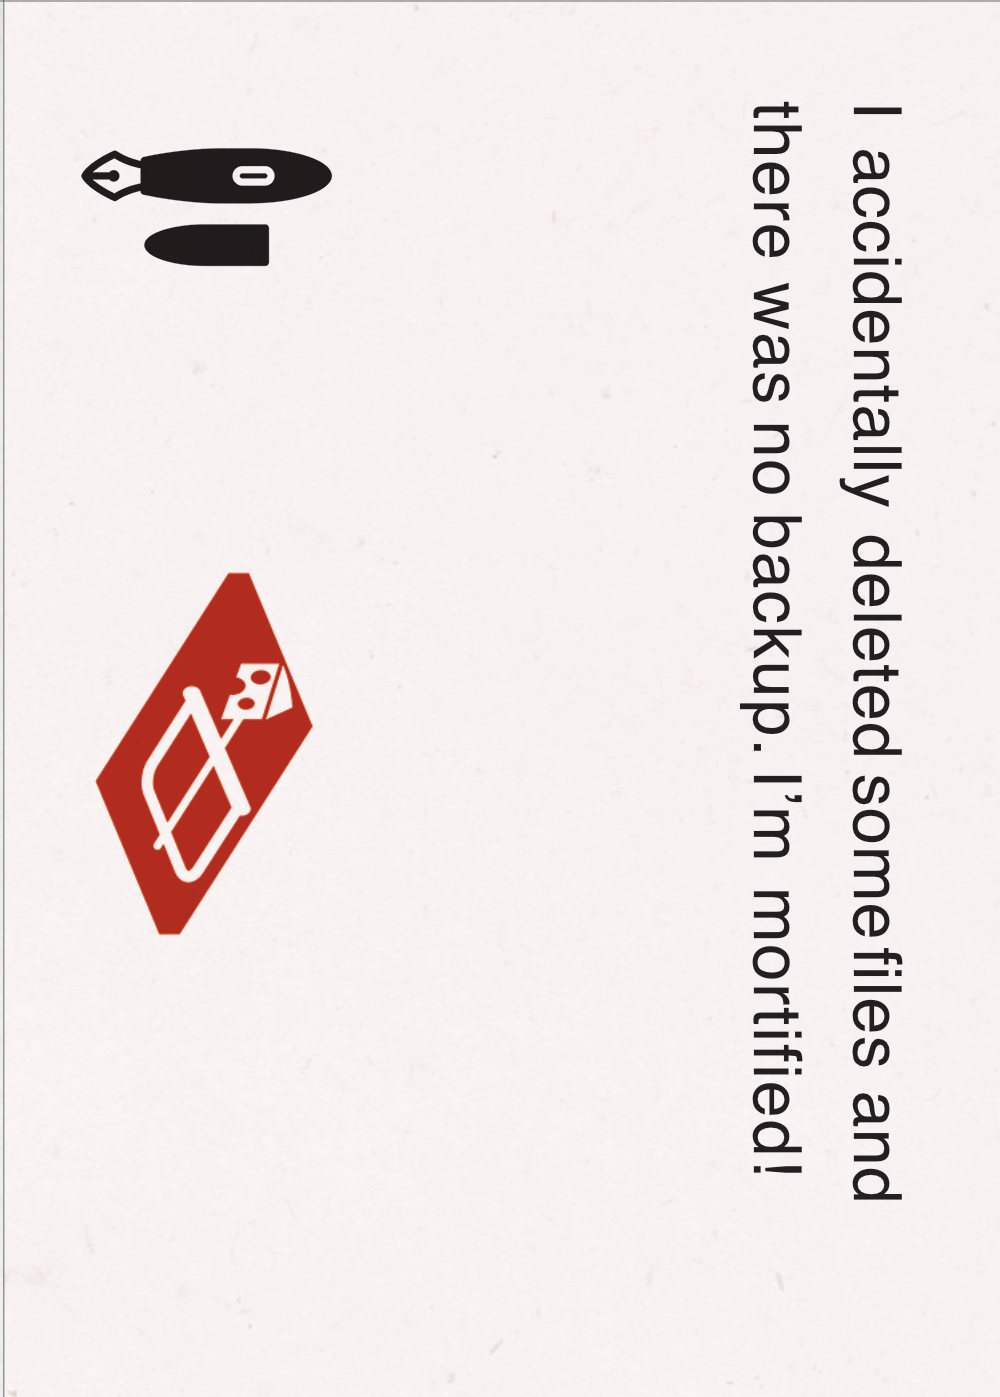 I accidentally deleted some files and
there was no backup. I’m mortified!